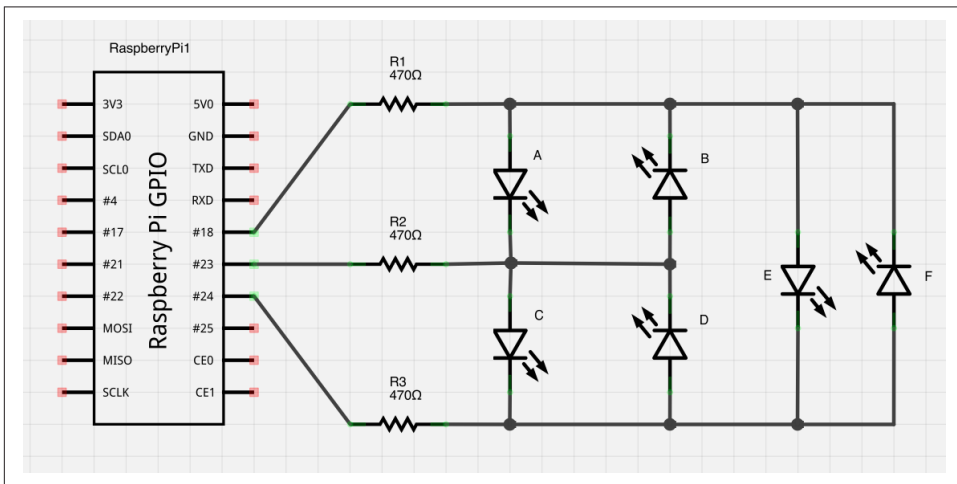 RaspberryPi1
Raspberry Pi GPIO
3V3
SDA0
SCL0
#4
#17
#21
#22
MOSI
MISO
SCLK
5V0
GND
TXD
RXD
#18
#23
#24
#25
CE0
CE1
R1
470Ω
R2
470Ω
R3
470Ω
A
B
C
D
E
F